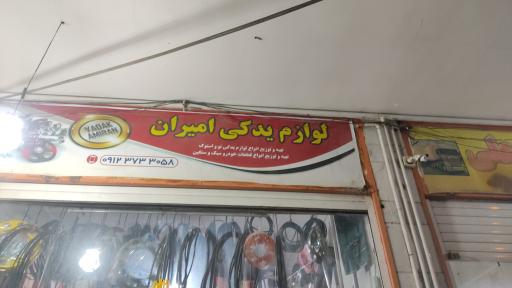 لوازم یدکی امیران
YADAK
AMIRAN
تهیه و توزیع انواع لوازم یدکی نو و استوک
تهیه و توزیع انواع قطعات خودرو سبک و سنگین
۰۹۱۲ ۳۷۳ ۳۰۵۸